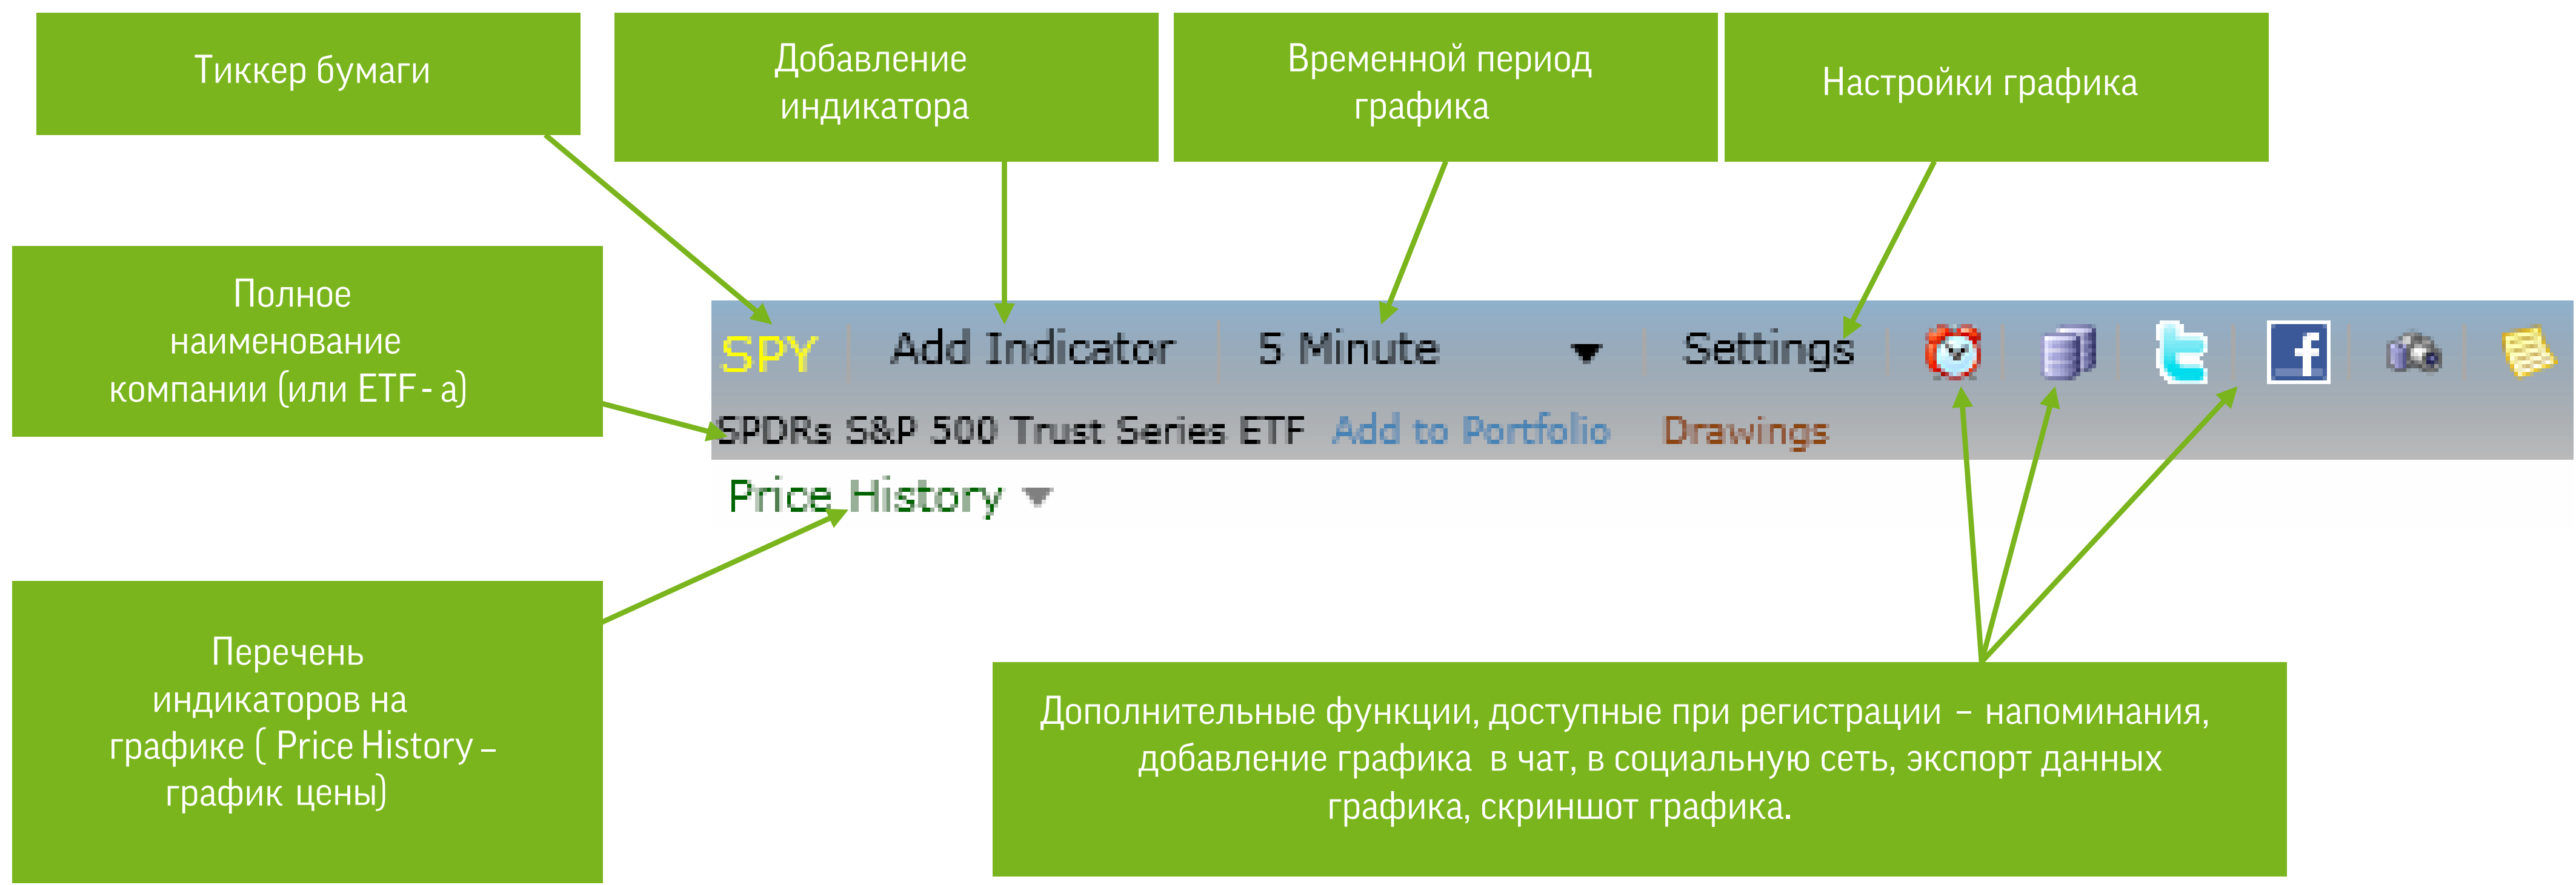 Тиккер бумаги
Добавление
индикатора
Временной период
графика
Настройки графика
Полное
наименование
компании (или ETF - а)
SPY
Add Indicator
5 Minute
Settings
SPDRs S&P 500 Trust Series ETF
Add to Portfolio
Drawings
Price History
Перечень
индикаторов на
графике ( Price History –
график цены)
Дополнительные функции, доступные при регистрации – напоминания,
добавление графика в чат, в социальную сеть, экспорт данных
графика, скриншот графика.